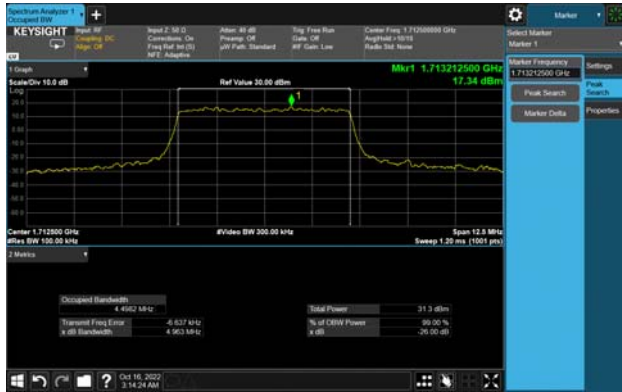 Spectrum Analyzer 1
Occupied BW
+
Marker
KEYSIGHT
Input: RF
Coupling: DC
Align: Off
Input Z: 50 Ω
Corrections: On
Freq Ref: Int (S)
NFE: Adaptive
Atten: 40 dB
Preamp: Off
µW Path: Standard
Trig: Free Run
Gate: Off
#IF Gain: Low
Center Freq: 1.712500000 GHz
Avg|Hold:>10/10
Radio Std: None
Select Marker
Marker 1
Marker Frequency
1.713212500 GHz
Settings
Peak Search
Peak Search
Marker Delta
Properties
1 Graph
Scale/Div 10.0 dB
Ref Value 30.00 dBm
Mkr1 1.713212500 GHz
17.34 dBm
Log
1
Center 1.712500 GHz
#Res BW 100.00 kHz
#Video BW 300.00 kHz
Span 12.5 MHz
Sweep 1.20 ms (1001 pts)
2 Metrics
Occupied Bandwidth
4.4982 MHz
Total Power
31.3 dBm
Transmit Freq Error
-6.637 kHz
% of OBW Power
99.00 %
x dB Bandwidth
4.963 MHz
x dB
-26.00 dB
?
Oct 16, 2022
3:14:24 AM